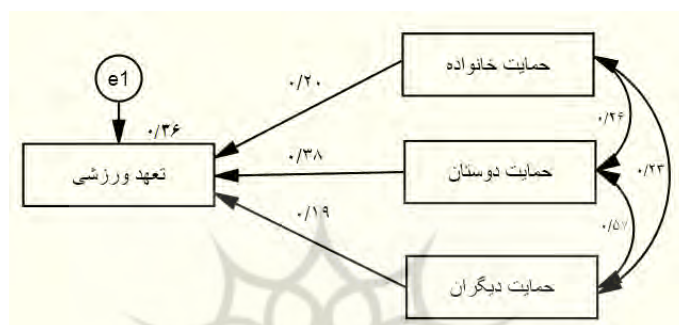 حمایت خانواده
e1
۰/۲۰
۰/۲۶
۰/۳۶
۰/۳۸
حمایت دوستان
تعهد ورزشی
۰/۲۳
۰/۱۹
۰/۵۷
حمایت دیگران